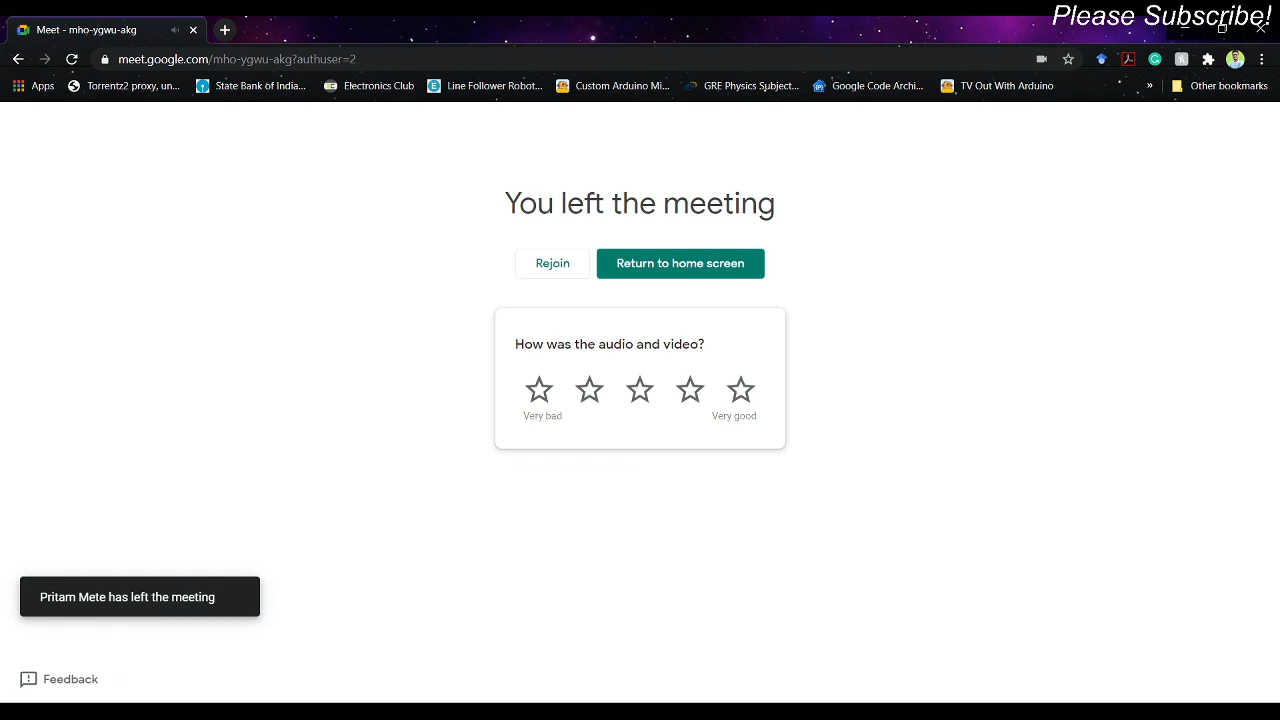 Please Subscribe!
Meet - mho-ygwu-akg
meet.google.com/mho-ygwu-akg?authuser=2
Apps Torrentz2 proxy, un... State Bank of India... Electronics Club Line Follower Robot... Custom Arduino Mi... GRE Physics Subject... Google Code Archi... TV Out With Arduino » Other bookmarks
You left the meeting
Rejoin Return to home screen
How was the audio and video?
Very bad Very good
Pritam Mete has left the meeting
Feedback